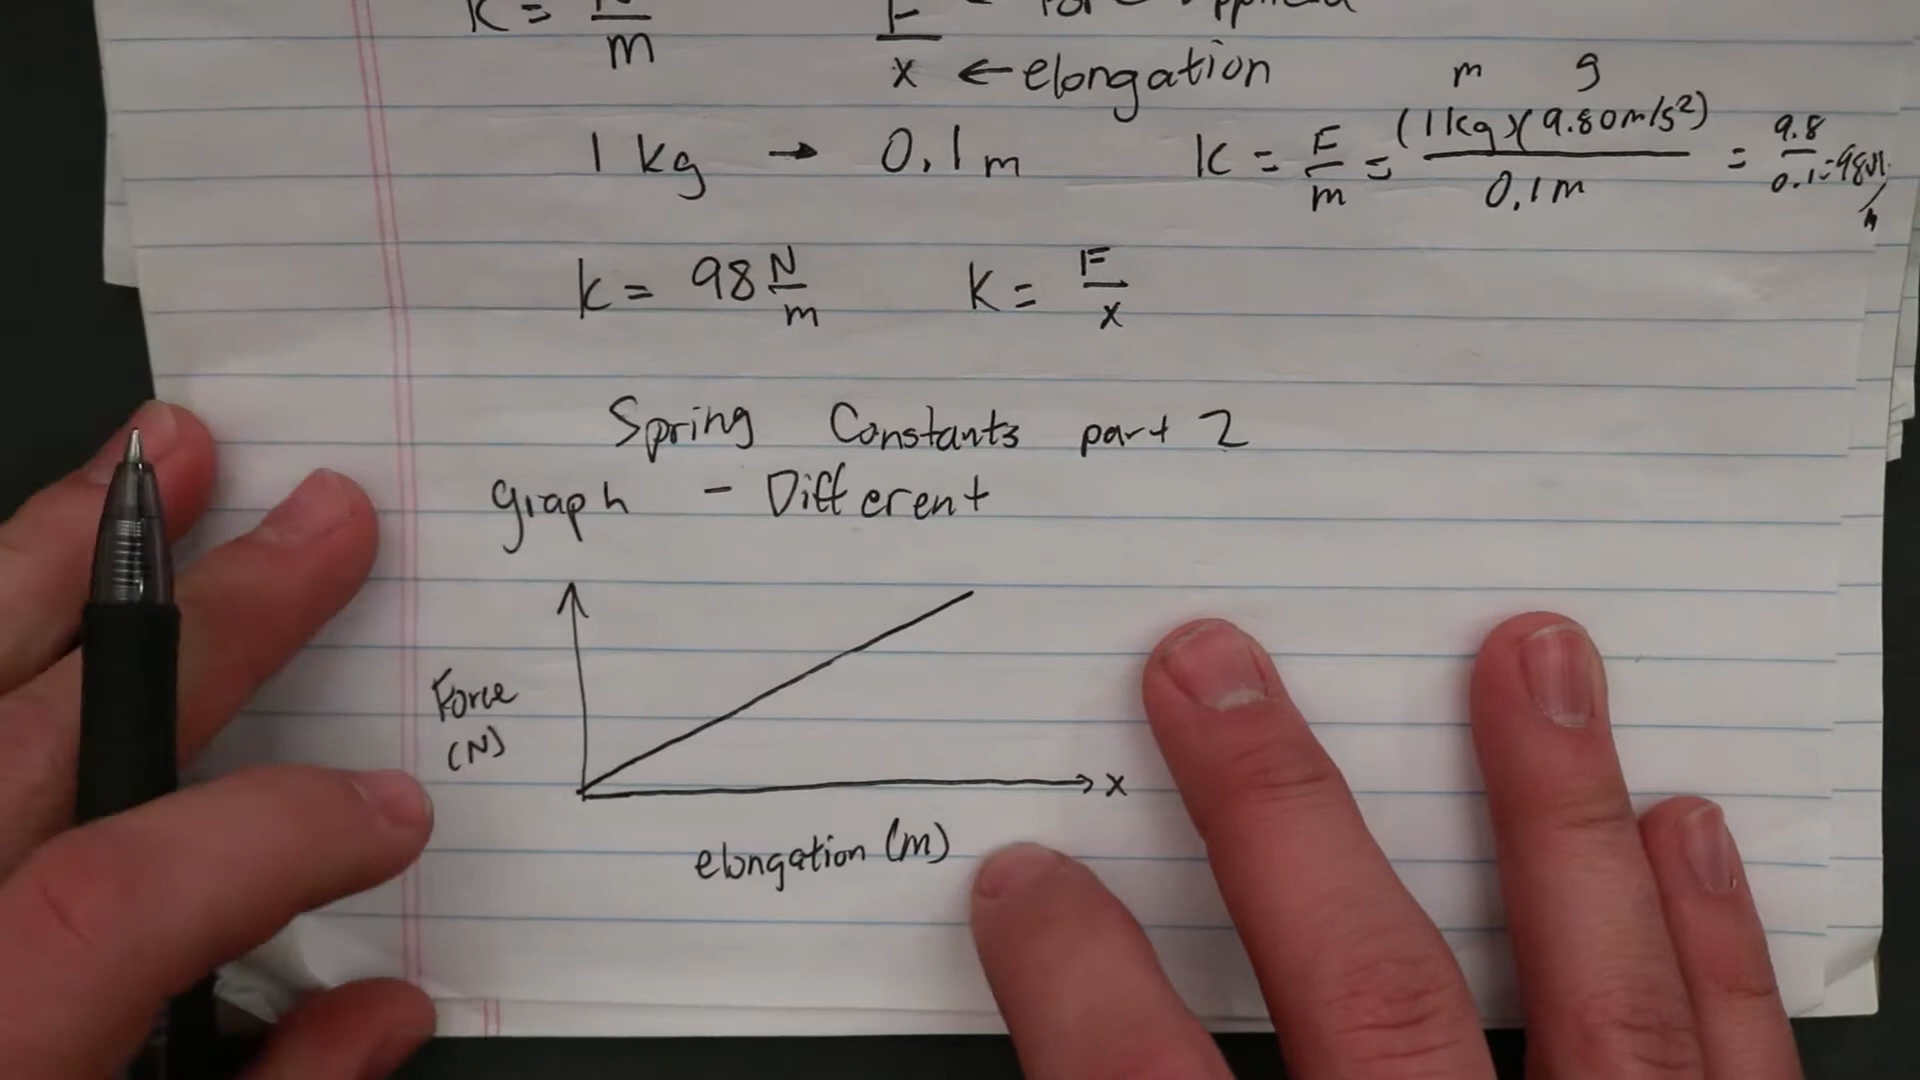 K = N/m F ←
m x ← elongation m g
1 kg → 0.1 m K = F/m = (1kg)(9.80m/s²)/0.1m = 9.8/0.1 = 98N/m
k = 98 N/m K = F/x
Spring Constants part 2
graph - Different
Force
(N)
x
elongation (m)